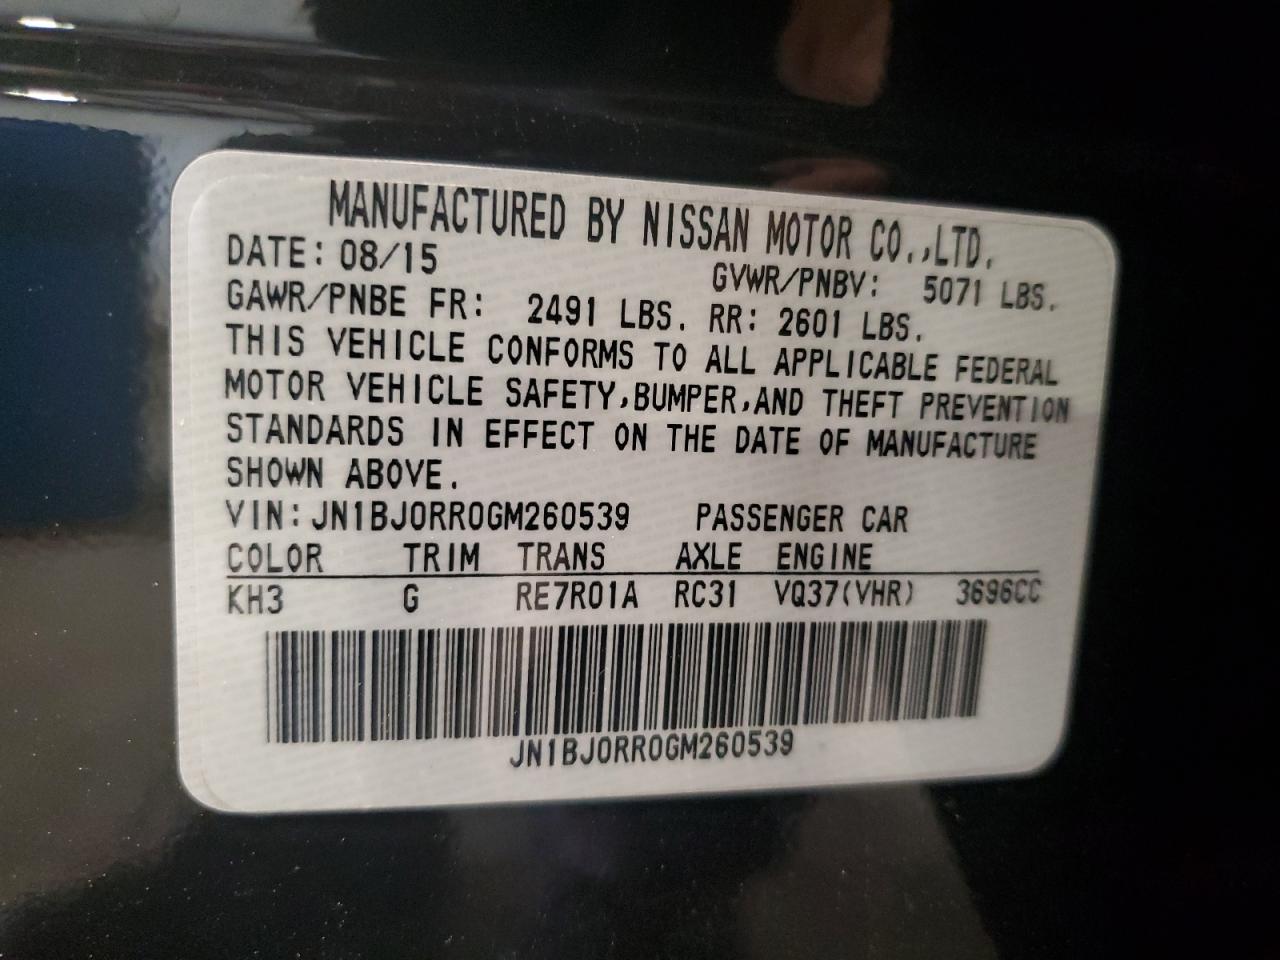 MANUFACTURED BY NISSAN MOTOR CO.,LTD.
DATE: 08/15 GVWR/PNBV: 5071 LBS.
GAWR/PNBE FR: 2491 LBS. RR: 2601 LBS.
THIS VEHICLE CONFORMS TO ALL APPLICABLE FEDERAL
MOTOR VEHICLE SAFETY,BUMPER,AND THEFT PREVENTION
STANDARDS IN EFFECT ON THE DATE OF MANUFACTURE
SHOWN ABOVE.
VIN: JN1BJ0RR0GM260539 PASSENGER CAR
COLOR TRIM TRANS AXLE ENGINE
KH3 G RE7R01A RC31 VQ37(VHR) 3696CC
JN1BJ0RR0GM260539